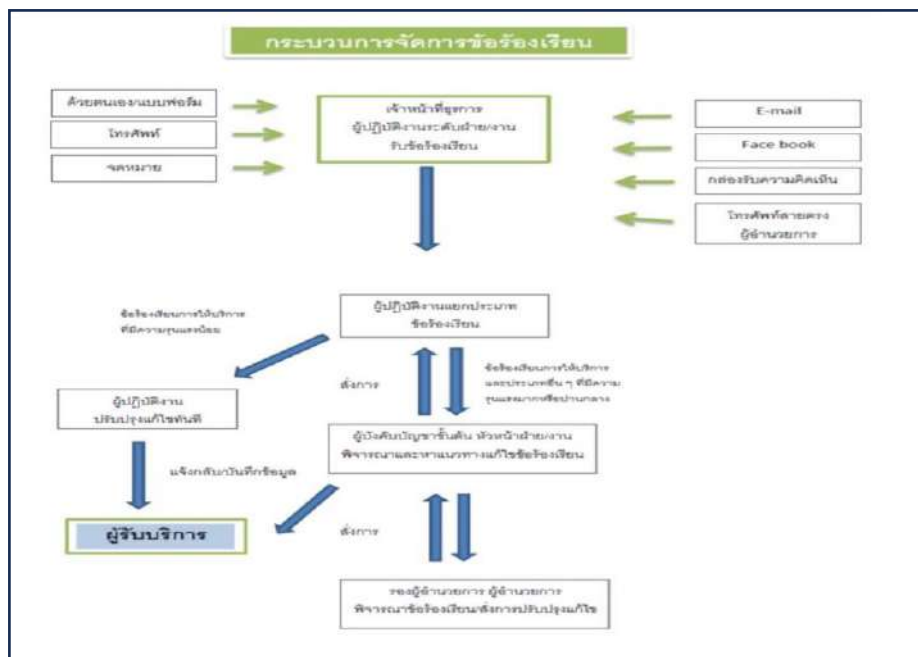 กระบวนการจัดการข้อร้องเรียน
ด้วยตนเอง/แบบฟอร์ม
โทรศัพท์
จดหมาย
เจ้าหน้าที่ธุรการ
ผู้ปฏิบัติงานระดับฝ่าย/งาน
รับข้อร้องเรียน
E-mail
Face book
กล่องรับความคิดเห็น
โทรศัพท์สายตรง
ผู้อำนวยการ
ผู้ปฏิบัติงานแยกประเภท
ข้อร้องเรียน
ข้อร้องเรียนการให้บริการ
ที่มีความรุนแรงน้อย
สั่งการ
ข้อร้องเรียนการให้บริการ
และประเภทอื่น ๆ ที่มีความ
รุนแรงมากหรือปานกลาง
ผู้ปฏิบัติงาน
ปรับปรุงแก้ไขทันที
ผู้บังคับบัญชาชั้นต้น หัวหน้าฝ่าย/งาน
พิจารณาและหาแนวทางแก้ไขข้อร้องเรียน
แจ้งกลับ/บันทึกข้อมูล
ผู้รับบริการ
สั่งการ
รองผู้อำนวยการ ผู้อำนวยการ
พิจารณาข้อร้องเรียน/สั่งการปรับปรุงแก้ไข